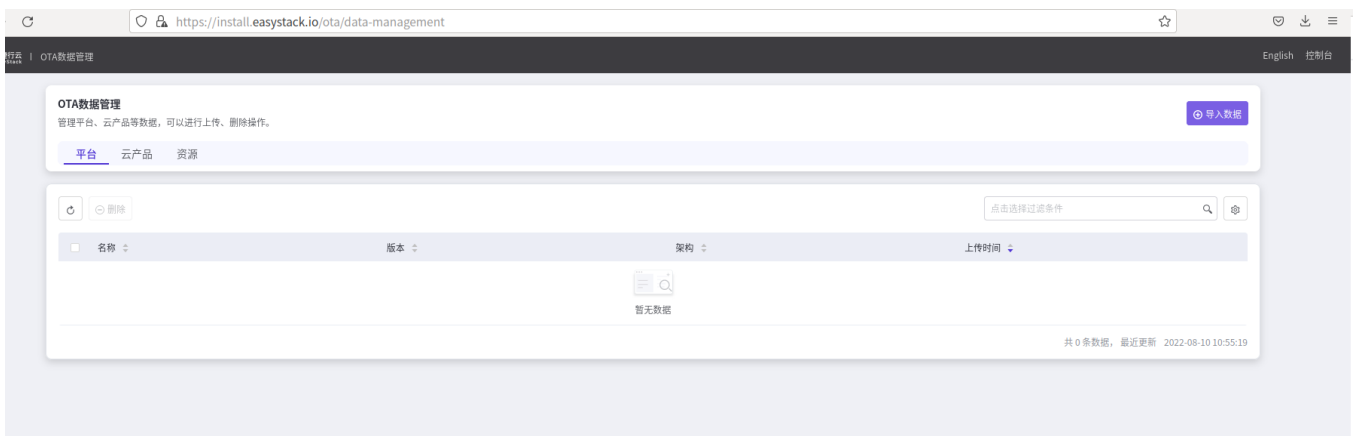 https://install.easystack.io/ota/data-management
OTA数据管理 English 控制台
OTA数据管理
管理平台、云产品等数据，可以进行上传、删除操作。
导入数据
平台 云产品 资源
删除 点击选择过滤条件
名称 版本 架构 上传时间
暂无数据
共 0 条数据， 最近更新 2022-08-10 10:55:19